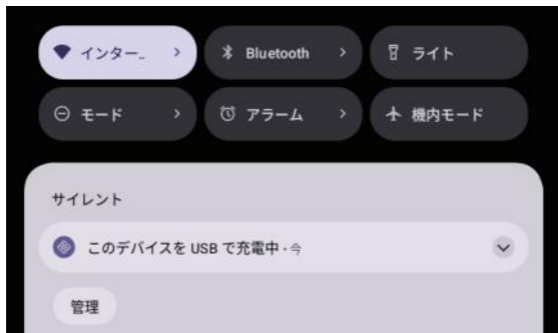 インター…
Bluetooth
ライト
モード
アラーム
機内モード
サイレント
このデバイスを USB で充電中・今
管理